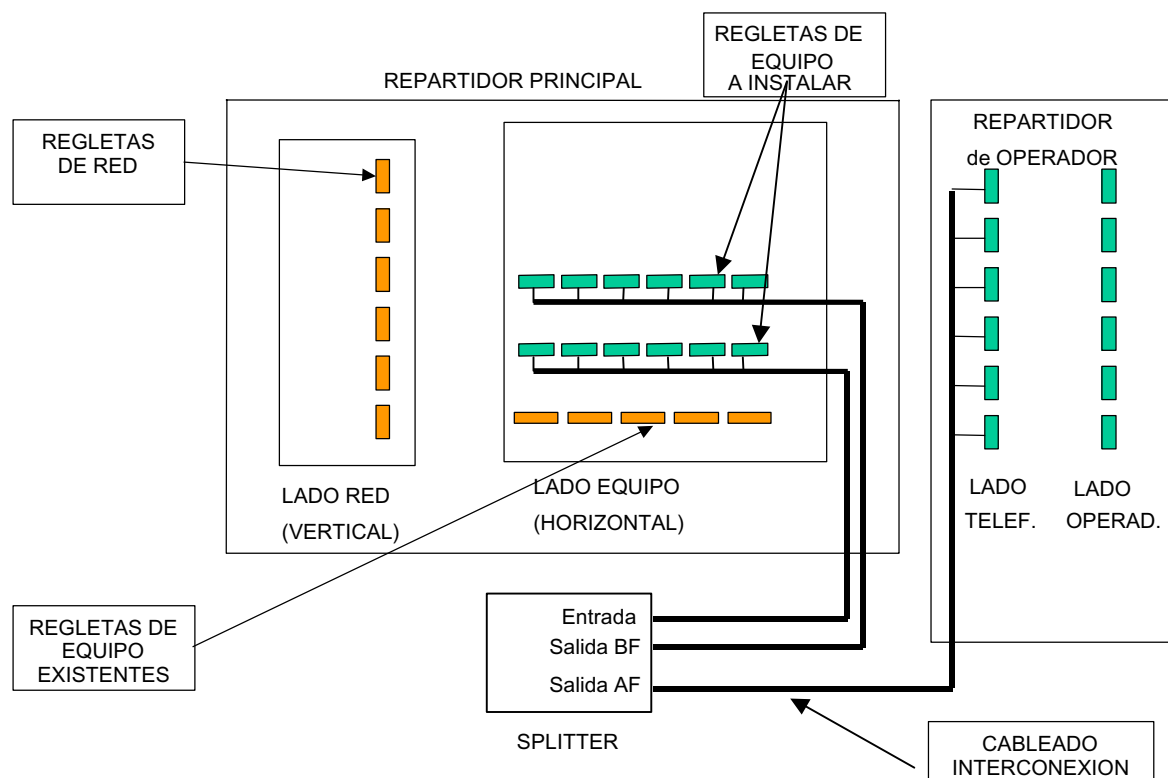 REGLETAS DE
EQUIPO
A INSTALAR
REPARTIDOR PRINCIPAL
REGLETAS
DE RED
REPARTIDOR
de OPERADOR
LADO RED
(VERTICAL)
LADO EQUIPO
(HORIZONTAL)
LADO
TELEF.
LADO
OPERAD.
REGLETAS DE
EQUIPO
EXISTENTES
Entrada
Salida BF
Salida AF
SPLITTER
CABLEADO
INTERCONEXION